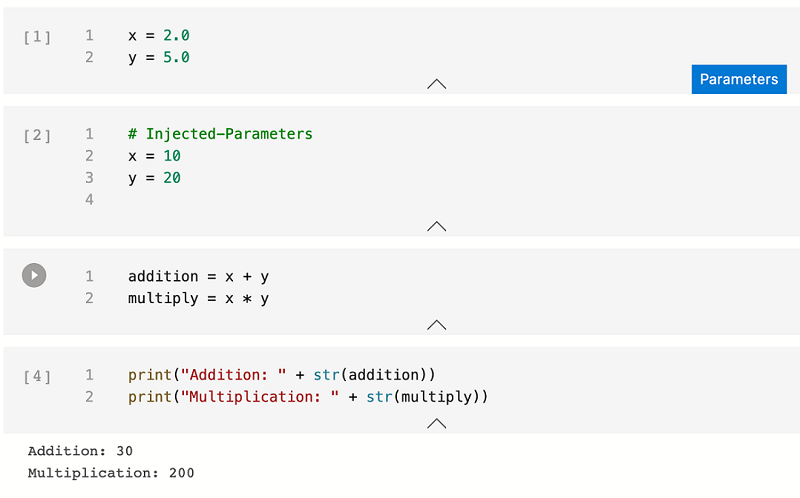 [1] 1 x = 2.0
2 y = 5.0
Parameters
[2] 1 # Injected-Parameters
2 x = 10
3 y = 20
4
1 addition = x + y
2 multiply = x * y
[4] 1 print("Addition: " + str(addition))
2 print("Multiplication: " + str(multiply))
Addition: 30
Multiplication: 200